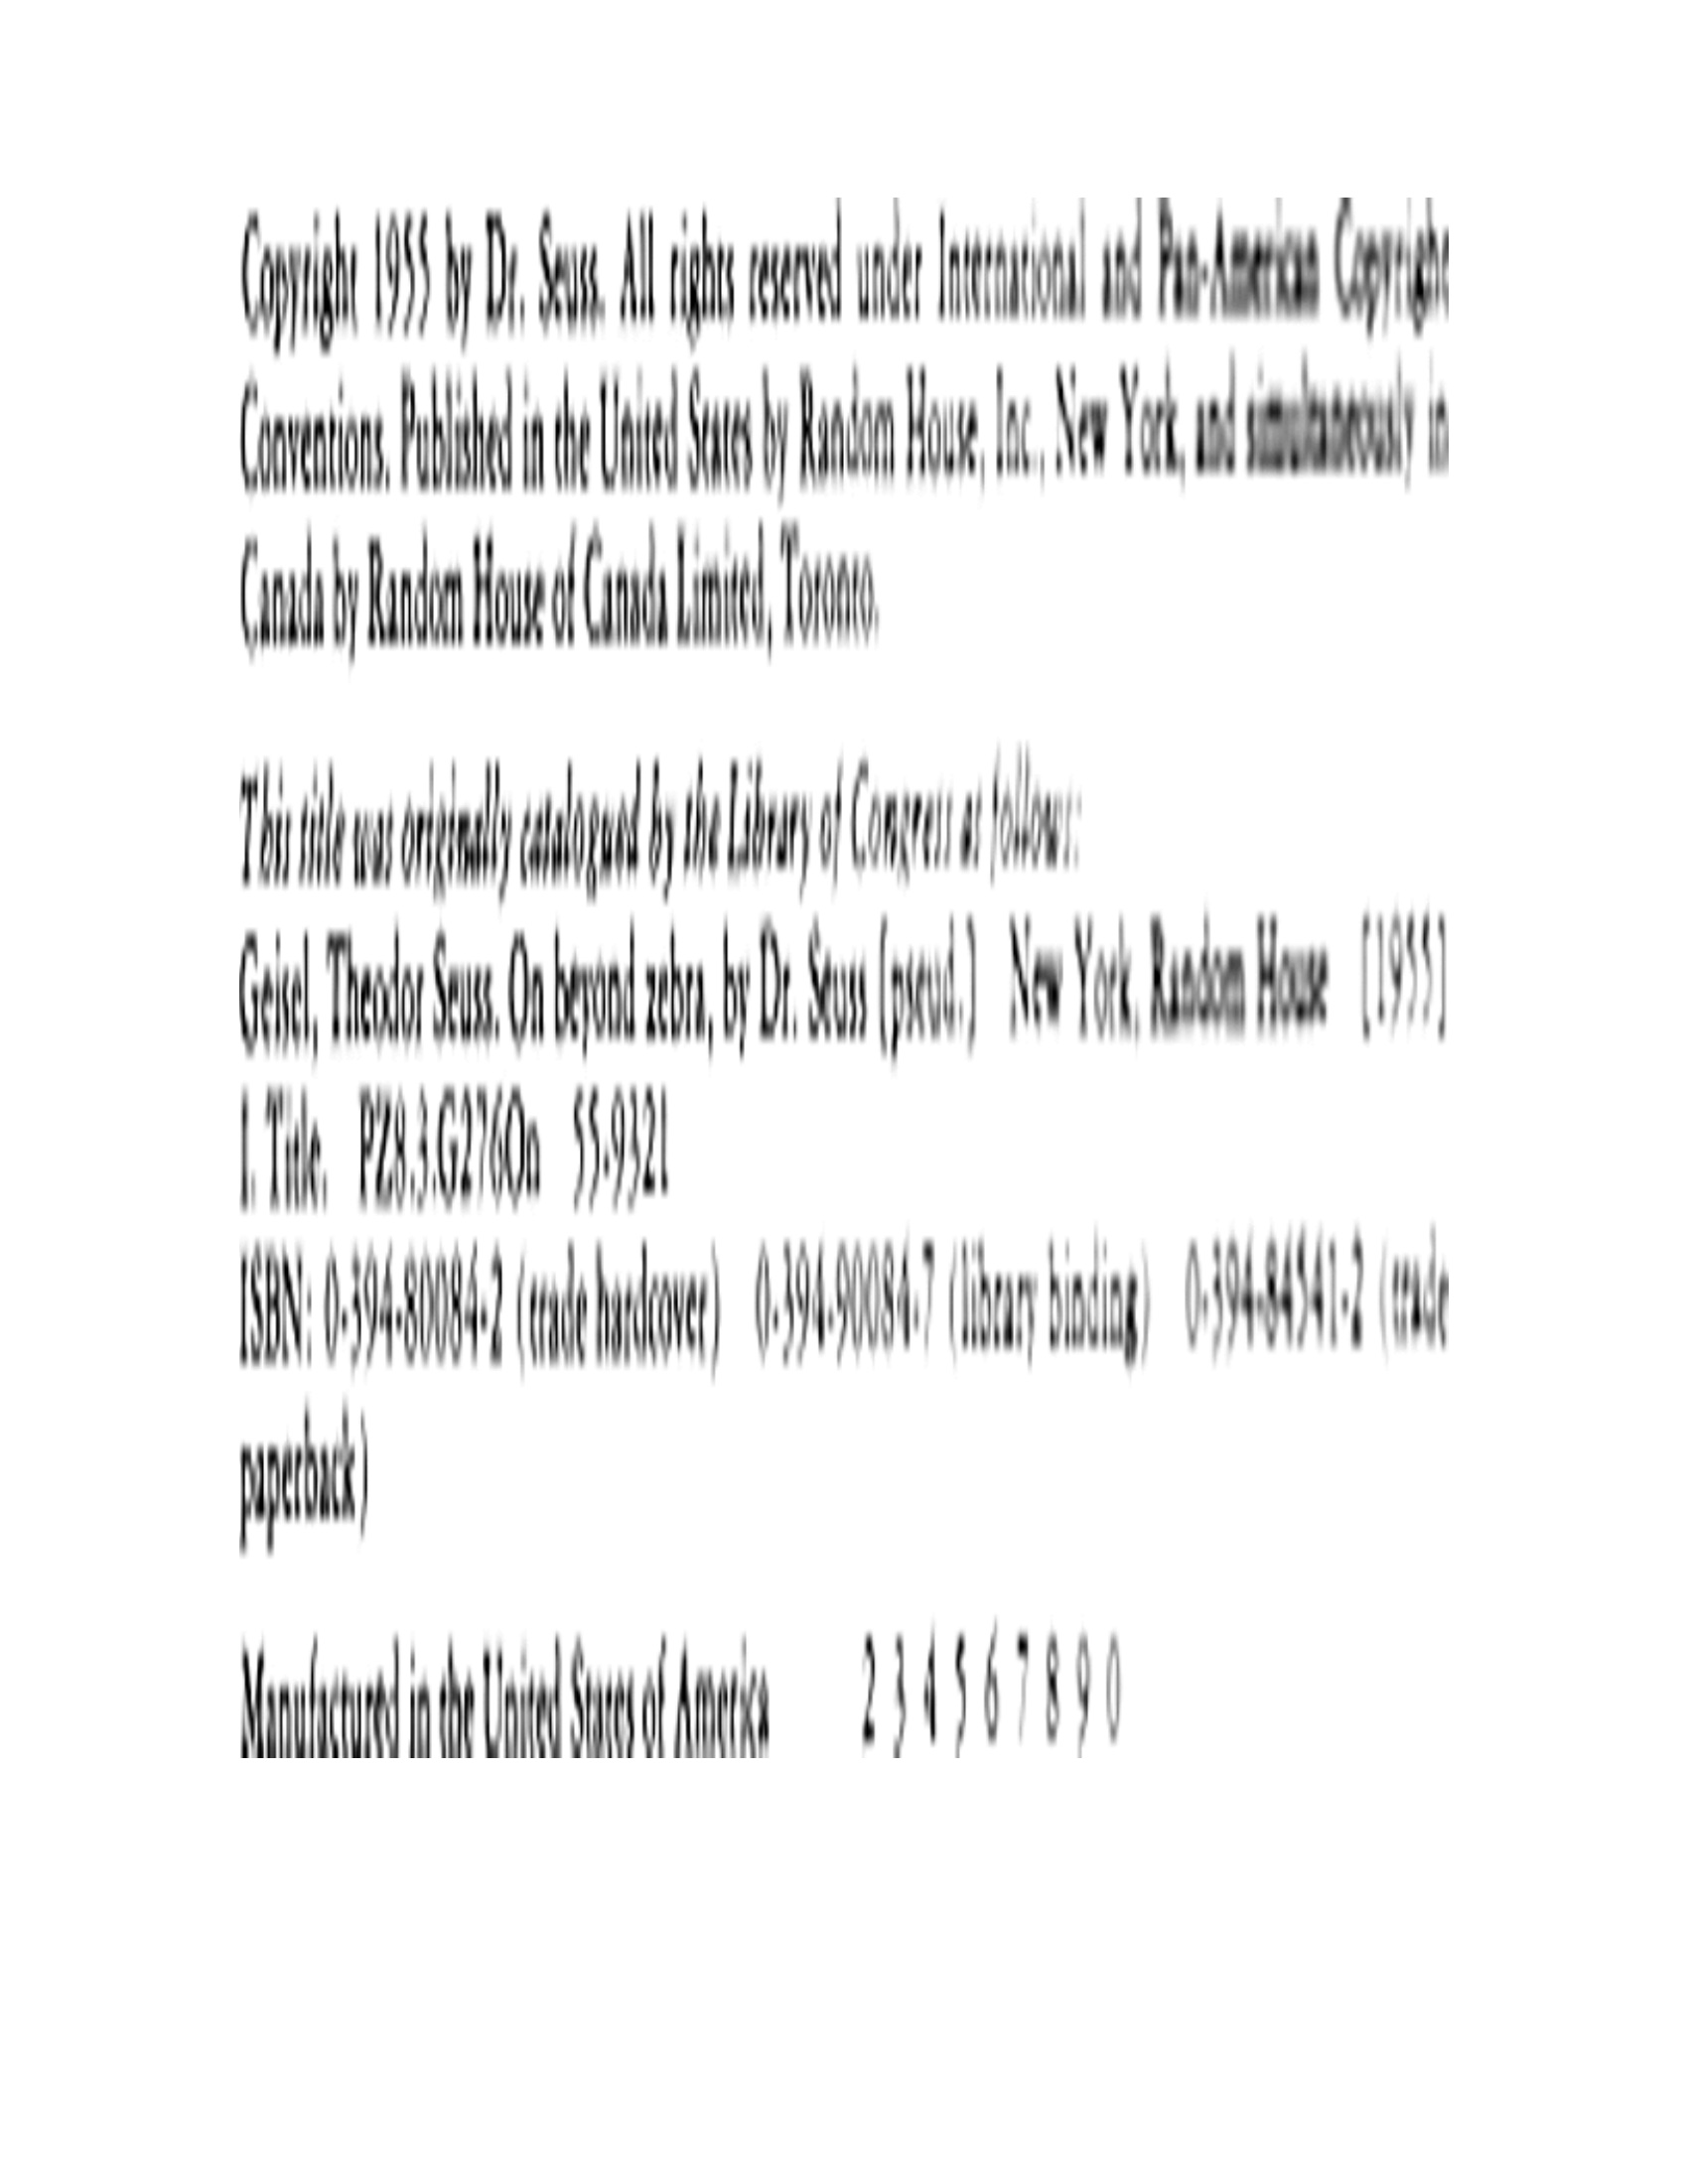 Copyright 1955 by Dr. Seuss. All rights reserved under International and Pan-American Copyright
Conventions. Published in the United States by Random House, Inc., New York, and simultaneously in
Canada by Random House of Canada Limited, Toronto.
This title was originally catalogued by the Library of Congress as follows:
Geisel, Theodor Seuss. On beyond zebra, by Dr. Seuss [pseud.] New York, Random House [1955]
I. Title. PZ8.3.G276On 55-9321
ISBN: 0-394-80084-2 (trade hardcover) 0-394-90084-7 (library binding) 0-394-84541-2 (trade
paperback)
Manufactured in the United States of America 2 3 4 5 6 7 8 9 0